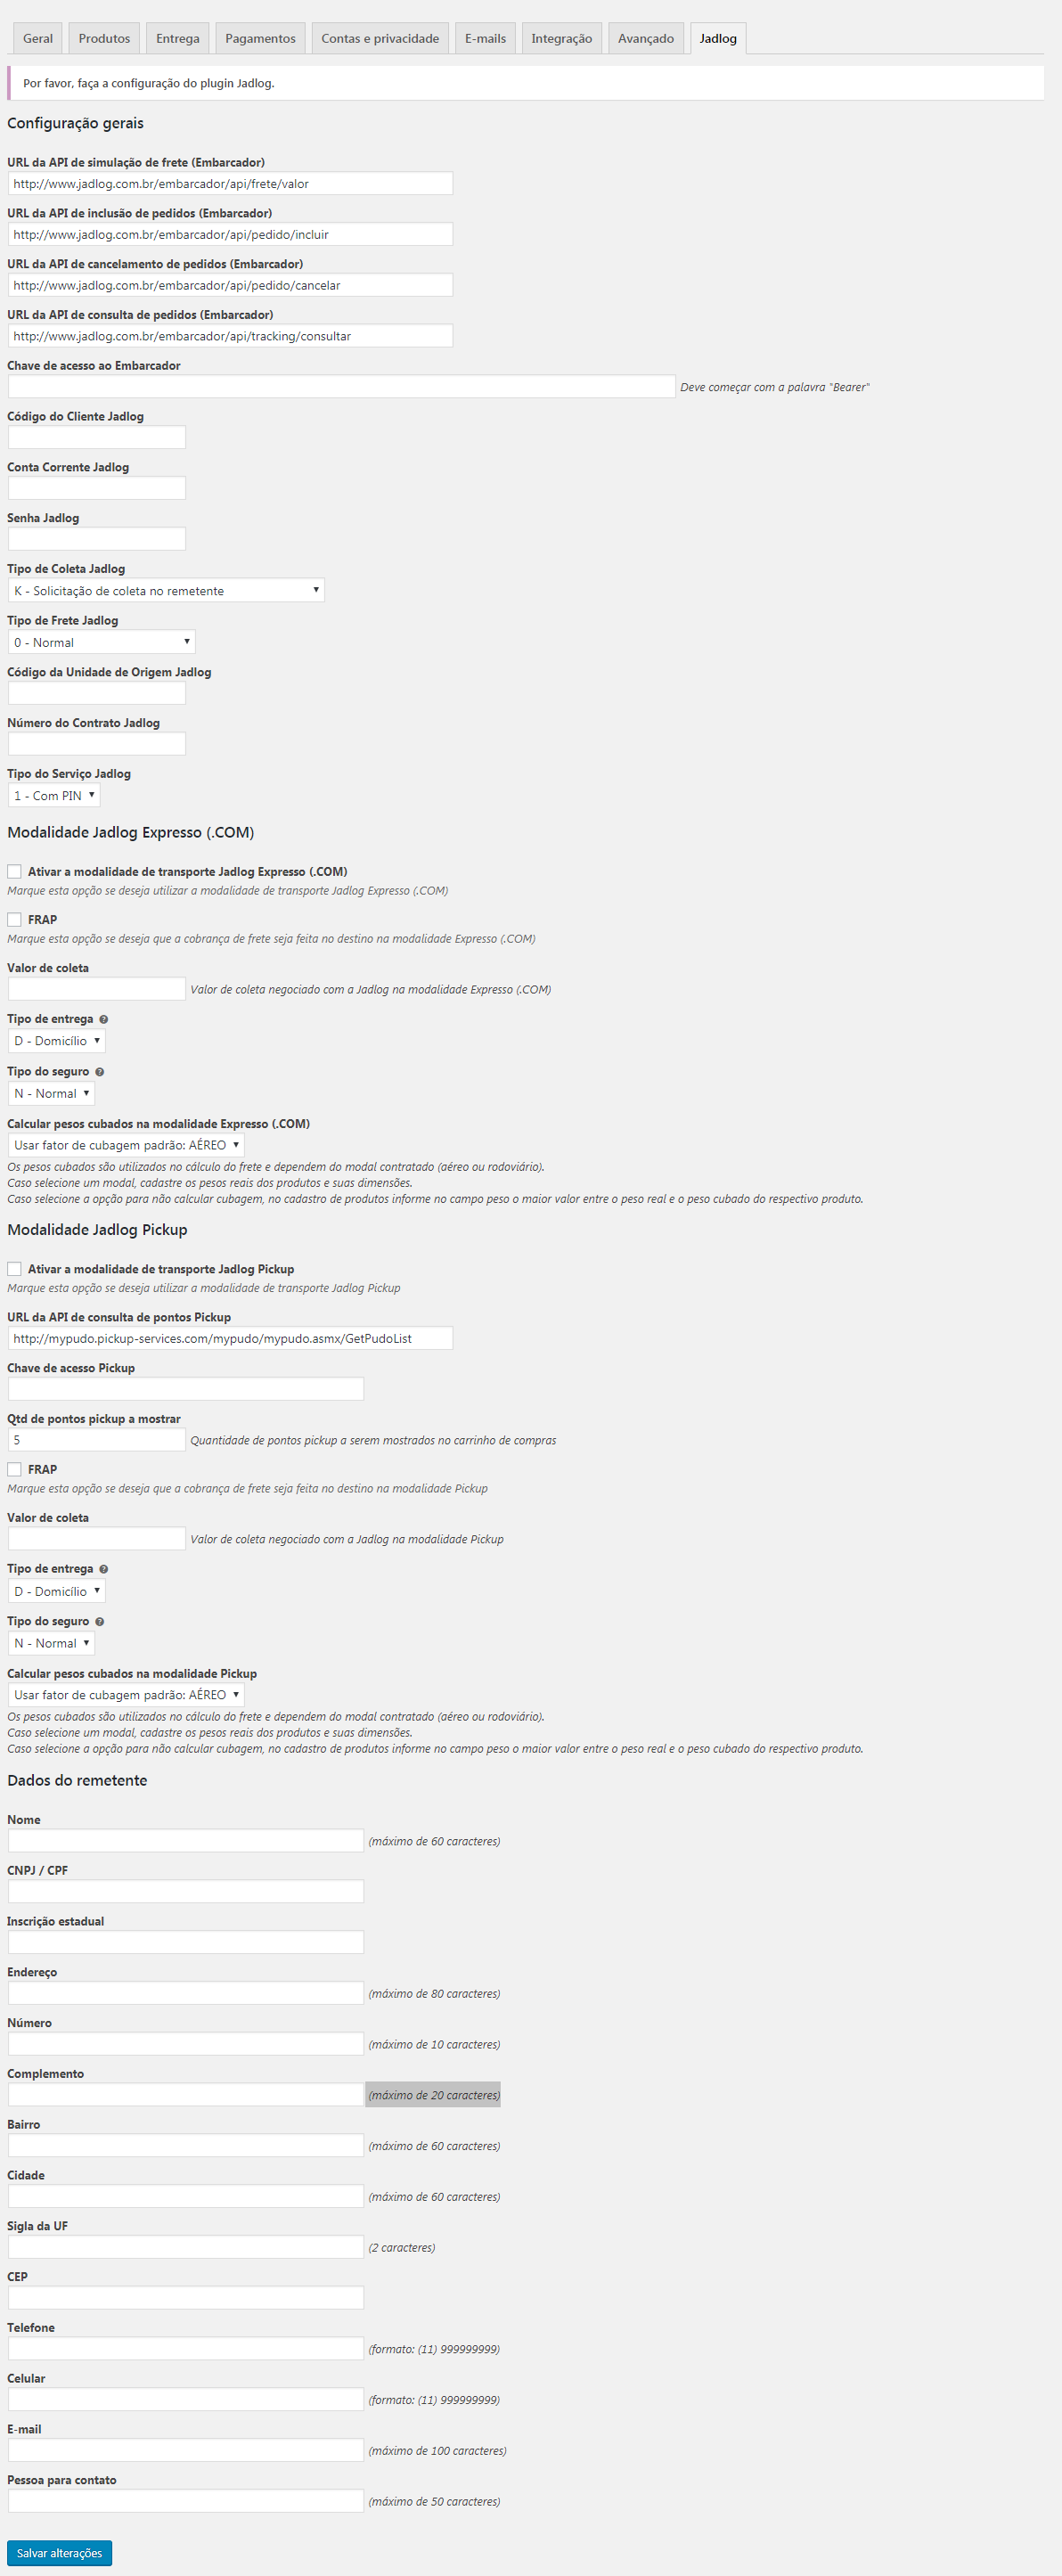 Geral Produtos Entrega Pagamentos Contas e privacidade E-mails Integração Avançado Jadlog
Por favor, faça a configuração do plugin Jadlog.
Configuração gerais
URL da API de simulação de frete (Embarcador)
http://www.jadlog.com.br/embarcador/api/frete/valor
URL da API de inclusão de pedidos (Embarcador)
http://www.jadlog.com.br/embarcador/api/pedido/incluir
URL da API de cancelamento de pedidos (Embarcador)
http://www.jadlog.com.br/embarcador/api/pedido/cancelar
URL da API de consulta de pedidos (Embarcador)
http://www.jadlog.com.br/embarcador/api/tracking/consultar
Chave de acesso ao Embarcador
Deve começar com a palavra "Bearer"
Código do Cliente Jadlog
Conta Corrente Jadlog
Senha Jadlog
Tipo de Coleta Jadlog
K - Solicitação de coleta no remetente
Tipo de Frete Jadlog
0 - Normal
Código da Unidade de Origem Jadlog
Número do Contrato Jadlog
Tipo do Serviço Jadlog
1 - Com PIN
Modalidade Jadlog Expresso (.COM)
Ativar a modalidade de transporte Jadlog Expresso (.COM)
Marque esta opção se deseja utilizar a modalidade de transporte Jadlog Expresso (.COM)
FRAP
Marque esta opção se deseja que a cobrança de frete seja feita no destino na modalidade Expresso (.COM)
Valor de coleta
Valor de coleta negociado com a Jadlog na modalidade Expresso (.COM)
Tipo de entrega ?
D - Domicílio
Tipo do seguro ?
N - Normal
Calcular pesos cubados na modalidade Expresso (.COM)
Usar fator de cubagem padrão: AÉREO
Os pesos cubados são utilizados no cálculo do frete e dependem do modal contratado (aéreo ou rodoviário).
Caso selecione um modal, cadastre os pesos reais dos produtos e suas dimensões.
Caso selecione a opção para não calcular cubagem, no cadastro de produtos informe no campo peso o maior valor entre o peso real e o peso cubado do respectivo produto.
Modalidade Jadlog Pickup
Ativar a modalidade de transporte Jadlog Pickup
Marque esta opção se deseja utilizar a modalidade de transporte Jadlog Pickup
URL da API de consulta de pontos Pickup
http://mypudo.pickup-services.com/mypudo/mypudo.asmx/GetPudoList
Chave de acesso Pickup
Qtd de pontos pickup a mostrar
5 Quantidade de pontos pickup a serem mostrados no carrinho de compras
FRAP
Marque esta opção se deseja que a cobrança de frete seja feita no destino na modalidade Pickup
Valor de coleta
Valor de coleta negociado com a Jadlog na modalidade Pickup
Tipo de entrega ?
D - Domicílio
Tipo do seguro ?
N - Normal
Calcular pesos cubados na modalidade Pickup
Usar fator de cubagem padrão: AÉREO
Os pesos cubados são utilizados no cálculo do frete e dependem do modal contratado (aéreo ou rodoviário).
Caso selecione um modal, cadastre os pesos reais dos produtos e suas dimensões.
Caso selecione a opção para não calcular cubagem, no cadastro de produtos informe no campo peso o maior valor entre o peso real e o peso cubado do respectivo produto.
Dados do remetente
Nome
(máximo de 60 caracteres)
CNPJ / CPF
Inscrição estadual
Endereço
(máximo de 80 caracteres)
Número
(máximo de 10 caracteres)
Complemento
(máximo de 20 caracteres)
Bairro
(máximo de 60 caracteres)
Cidade
(máximo de 60 caracteres)
Sigla da UF
(2 caracteres)
CEP
Telefone
(formato: (11) 999999999)
Celular
(formato: (11) 999999999)
E-mail
(máximo de 100 caracteres)
Pessoa para contato
(máximo de 50 caracteres)
Salvar alterações